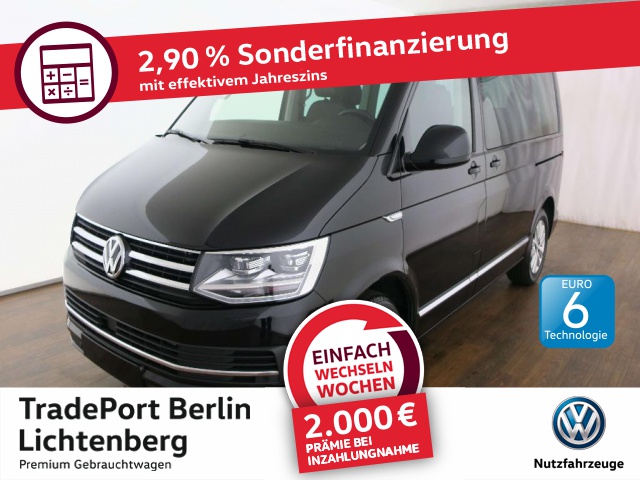 2,90 % Sonderfinanzierung
mit effektivem Jahreszins
EURO
6
Technologie
EINFACH
WECHSELN
WOCHEN
2.000 €
PRÄMIE BEI
INZAHLUNGNAHME
TradePort Berlin
Lichtenberg
Premium Gebrauchtwagen
Nutzfahrzeuge